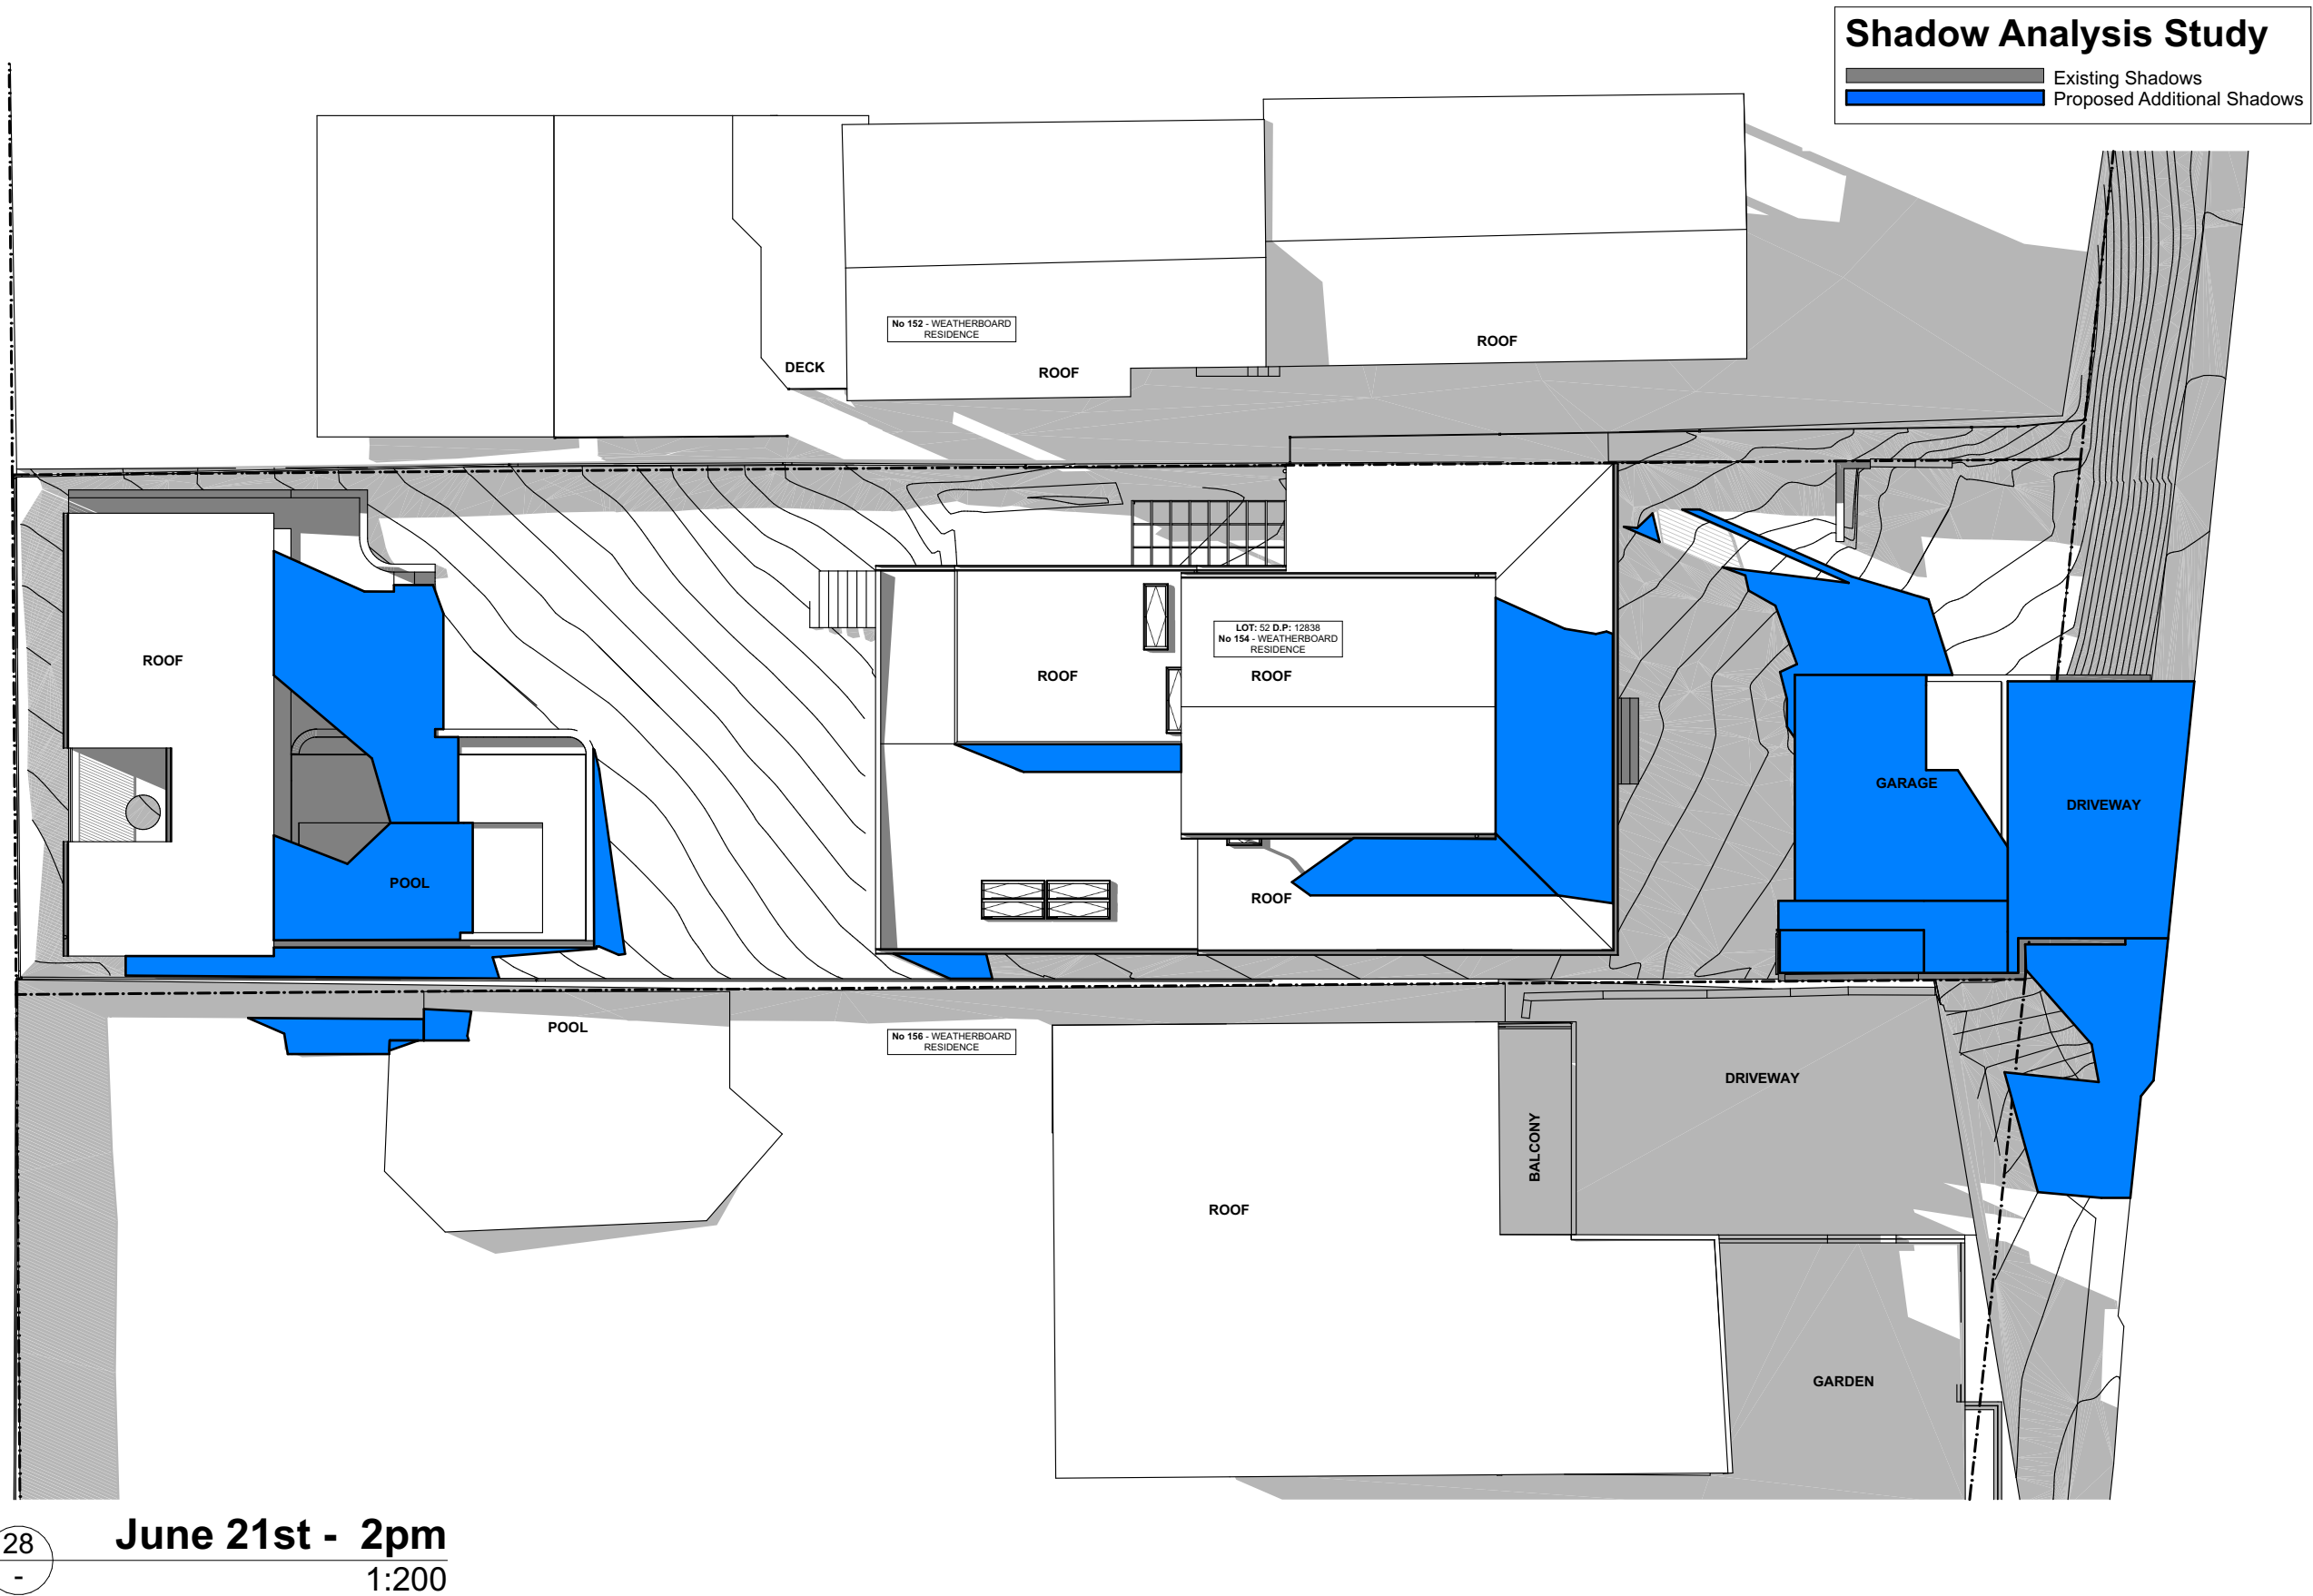 Shadow Analysis Study
Existing Shadows
Proposed Additional Shadows
No 152 - WEATHERBOARD
RESIDENCE
DECK
ROOF
ROOF
ROOF
ROOF
LOT: 52 D.P: 12838
No 154 - WEATHERBOARD
RESIDENCE
ROOF
GARAGE
DRIVEWAY
POOL
ROOF
POOL
No 156 - WEATHERBOARD
RESIDENCE
DRIVEWAY
BALCONY
ROOF
GARDEN
28
-
June 21st - 2pm
1:200